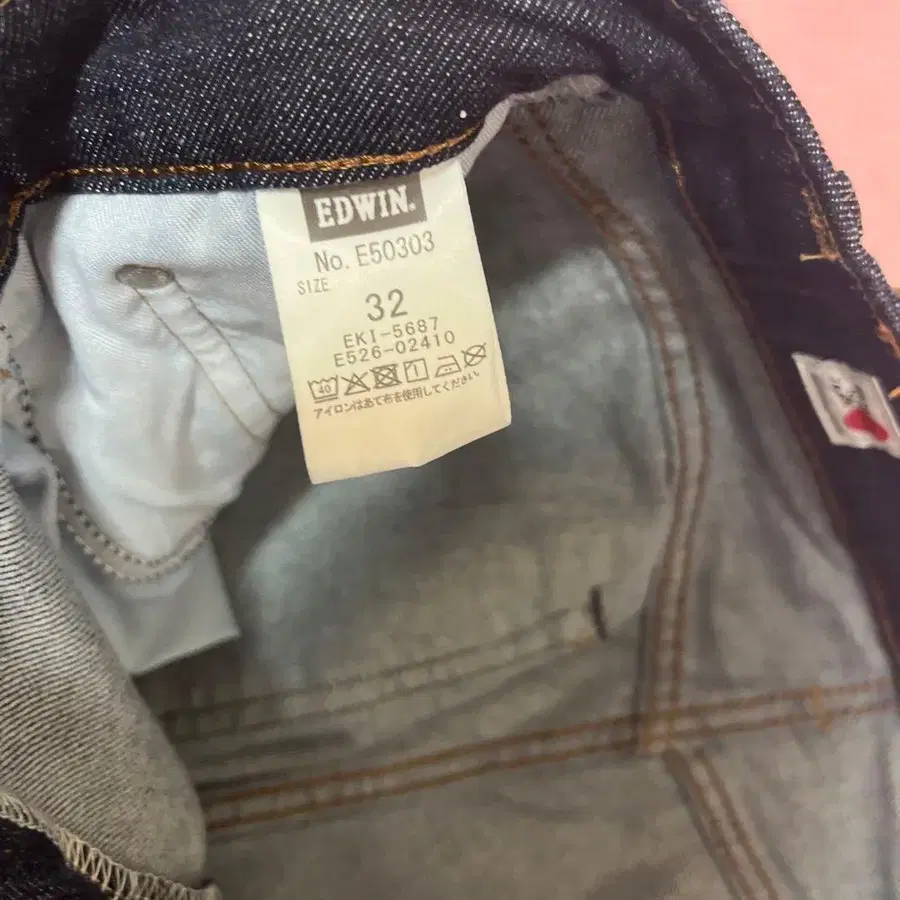 EDWIN®
No. E50303
SIZE
32
EKI-5687
E526-02410
40
アイロンはあて布を使用してください。